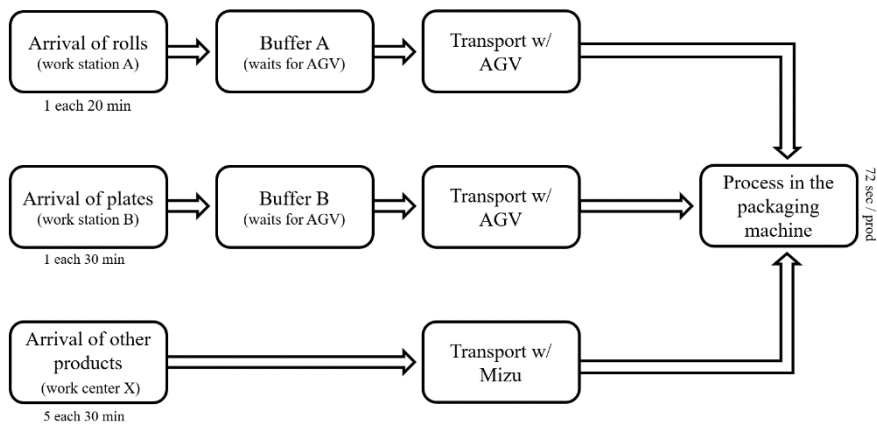 Arrival of rolls
(work station A)
1 each 20 min
Buffer A
(waits for AGV)
Transport w/
AGV
Arrival of plates
(work station B)
1 each 30 min
Buffer B
(waits for AGV)
Transport w/
AGV
Process in the
packaging
machine
72 sec / prod
Arrival of other
products
(work center X)
5 each 30 min
Transport w/
Mizu